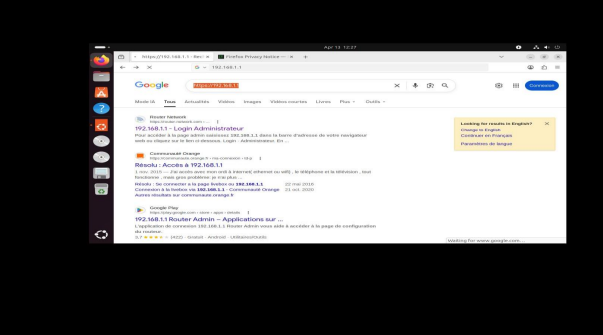 Apr 13 12:27
https://192.168.1.1
Firefox Privacy Notice —
192.168.1.1
Google
https://192.168.1.1
Connexion
Mode IA Tous Actualités Vidéos Images Vidéos courtes Livres Plus Outils
Router Network
https://router-network.com
192.168.1.1 - Login Administrateur
Pour accéder à la page admin saisissez 192.168.1.1 dans la barre d'adresse de votre navigateur
web ou cliquez sur le lien ci-dessous. Login · Administrateur. En ...
Looking for results in English?
Change to English
Continuer en Français
Paramètres de langue
Communauté Orange
https://communaute.orange.fr
Résolu : Accès à 192.168.1.1
1 nov. 2010 — J'ai accès avec mon ordi à internet( ethernet ou wifi) , le téléphone et la télévision , tout
fonctionne , mais gros problème: je n'ai plus...
Résolu : Se connecter a la page livebox ou 192.168.1.1 22 mai 2016
Connexion à la livebox via 192.168.1.1 - Communauté Orange 21 oct. 2020
Autres résultats sur communaute.orange.fr
Google Play
https://play.google.com › store › apps › details
192.168.1.1 Router Admin – Applications sur ...
L'application de connexion 192.168.1.1 Router Admin vous aide à accéder à la page de configuration
du routeur.
Gratuit · Android · Utilitaires/Outils
Waiting for www.google.com...